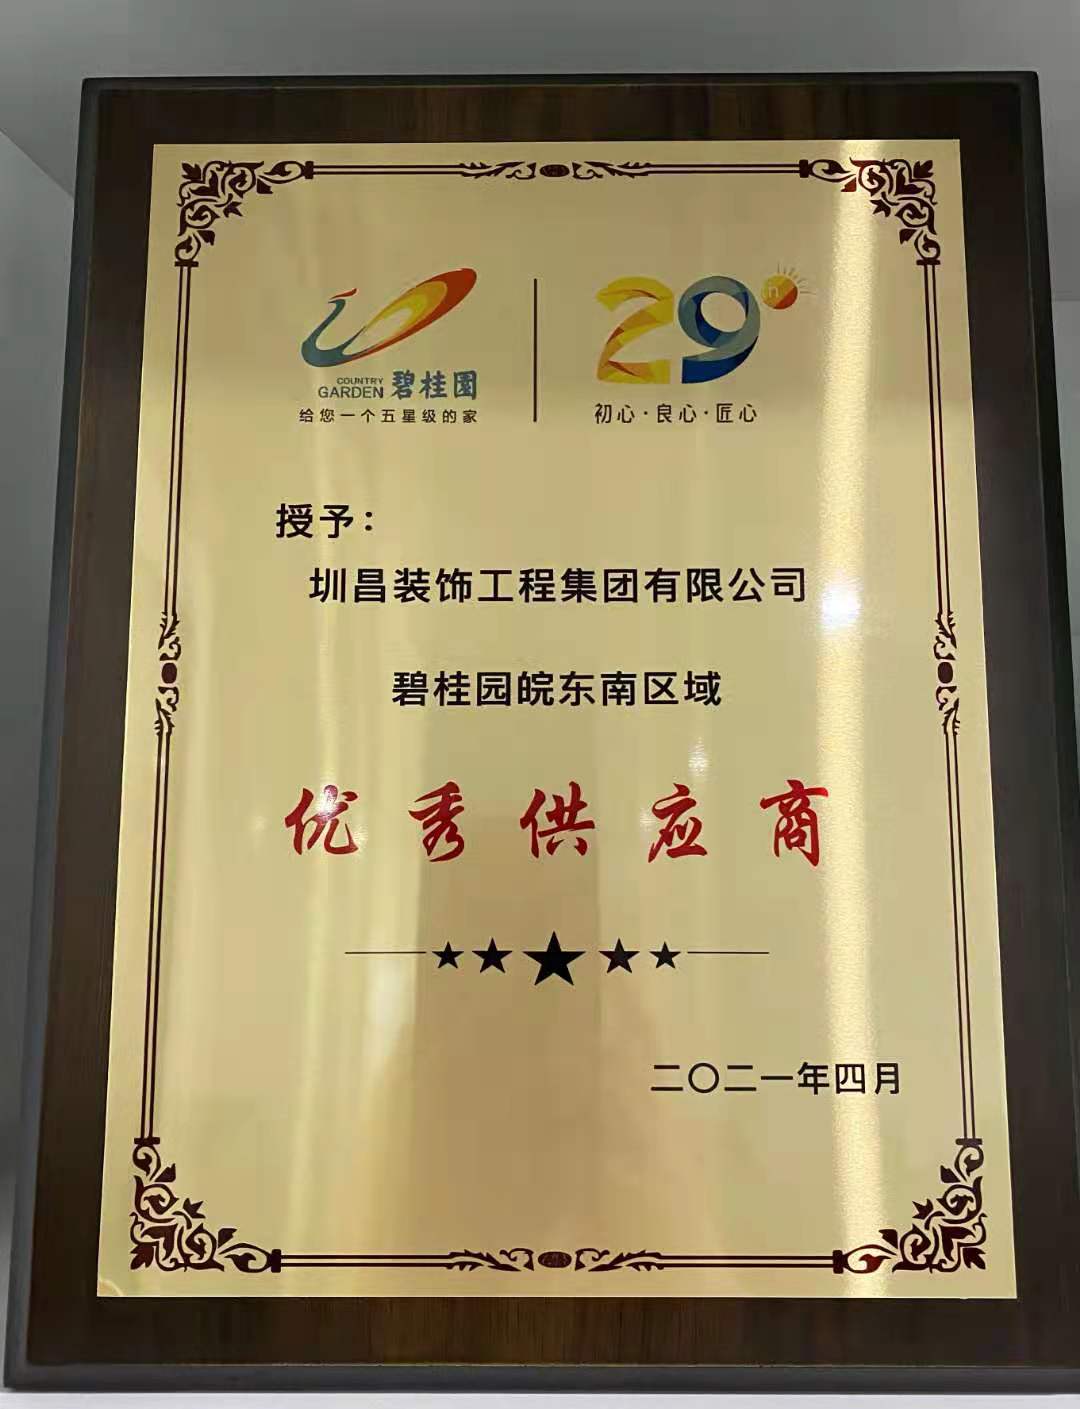 COUNTRY
GARDEN 碧桂園
给您一个五星级的家
29th
初心·良心·匠心
授予：
圳昌装饰工程集团有限公司
碧桂园皖东南区域
优秀供应商
二〇二一年四月